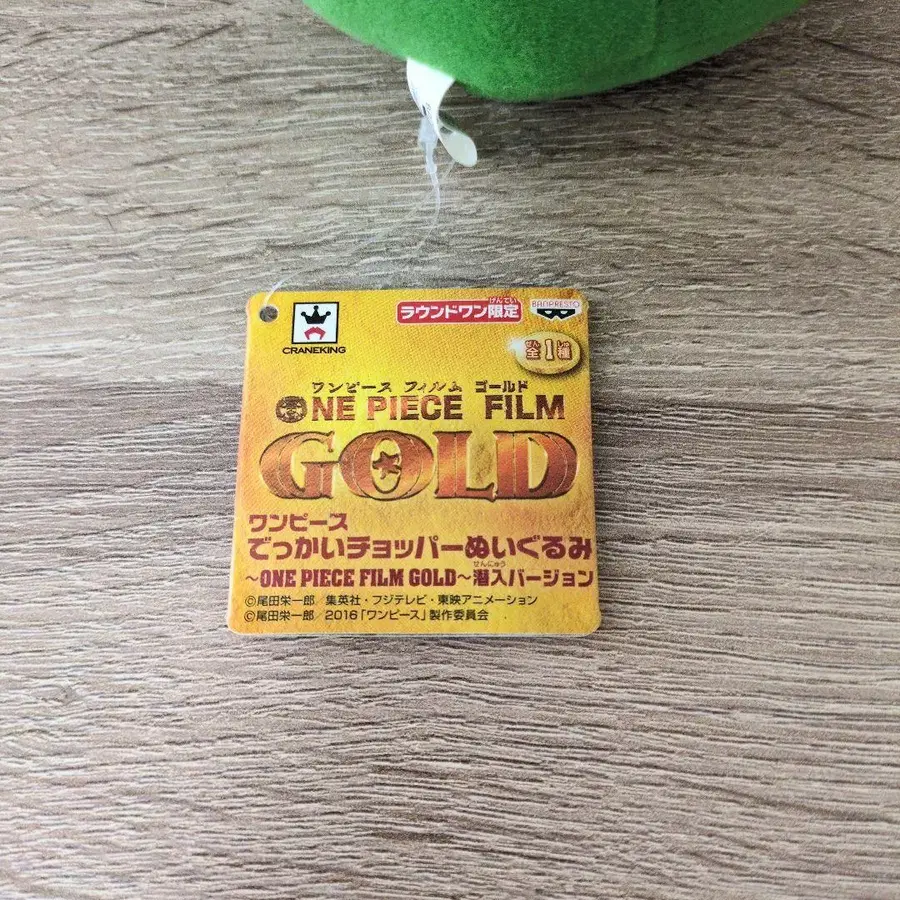 CRANEKING
げんてい
ラウンドワン限定
BANPRESTO
ぜん しゅ
全1種
ワンピース フィルム ゴールド
ONE PIECE FILM
GOLD
ワンピース
でっかいチョッパーぬいぐるみ
せんにゅう
～ONE PIECE FILM GOLD～潜入バージョン
©尾田栄一郎／集英社・フジテレビ・東映アニメーション
©尾田栄一郎／2016「ワンピース」製作委員会